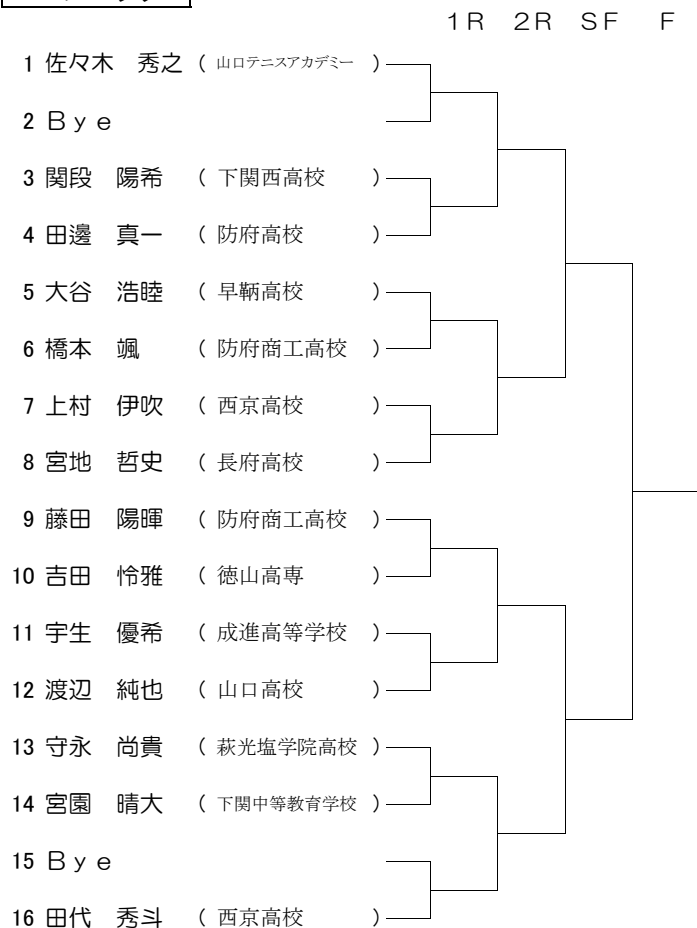 １Ｒ　２Ｒ　ＳＦ　Ｆ
1 佐々木　秀之 （ 山口テニスアカデミー ）
2 Ｂｙｅ
3 関段　陽希 （ 下関西高校 ）
4 田邊　真一 （ 防府高校 ）
5 大谷　浩睦 （ 早鞆高校 ）
6 橋本　颯 （ 防府商工高校 ）
7 上村　伊吹 （ 西京高校 ）
8 宮地　哲史 （ 長府高校 ）
9 藤田　陽暉 （ 防府商工高校 ）
10 吉田　怜雅 （ 徳山高専 ）
11 宇生　優希 （ 成進高等学校 ）
12 渡辺　純也 （ 山口高校 ）
13 守永　尚貴 （ 萩光塩学院高校 ）
14 宮園　晴大 （ 下関中等教育学校 ）
15 Ｂｙｅ
16 田代　秀斗 （ 西京高校 ）